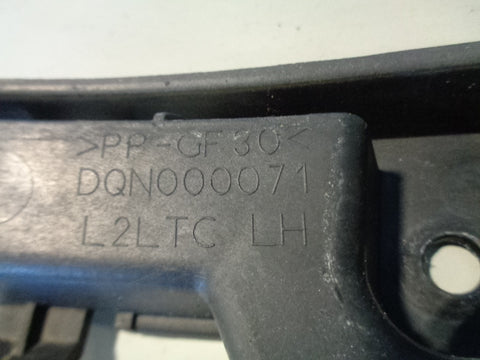 >PP-GF30<
DQN000071
L2LTC LH